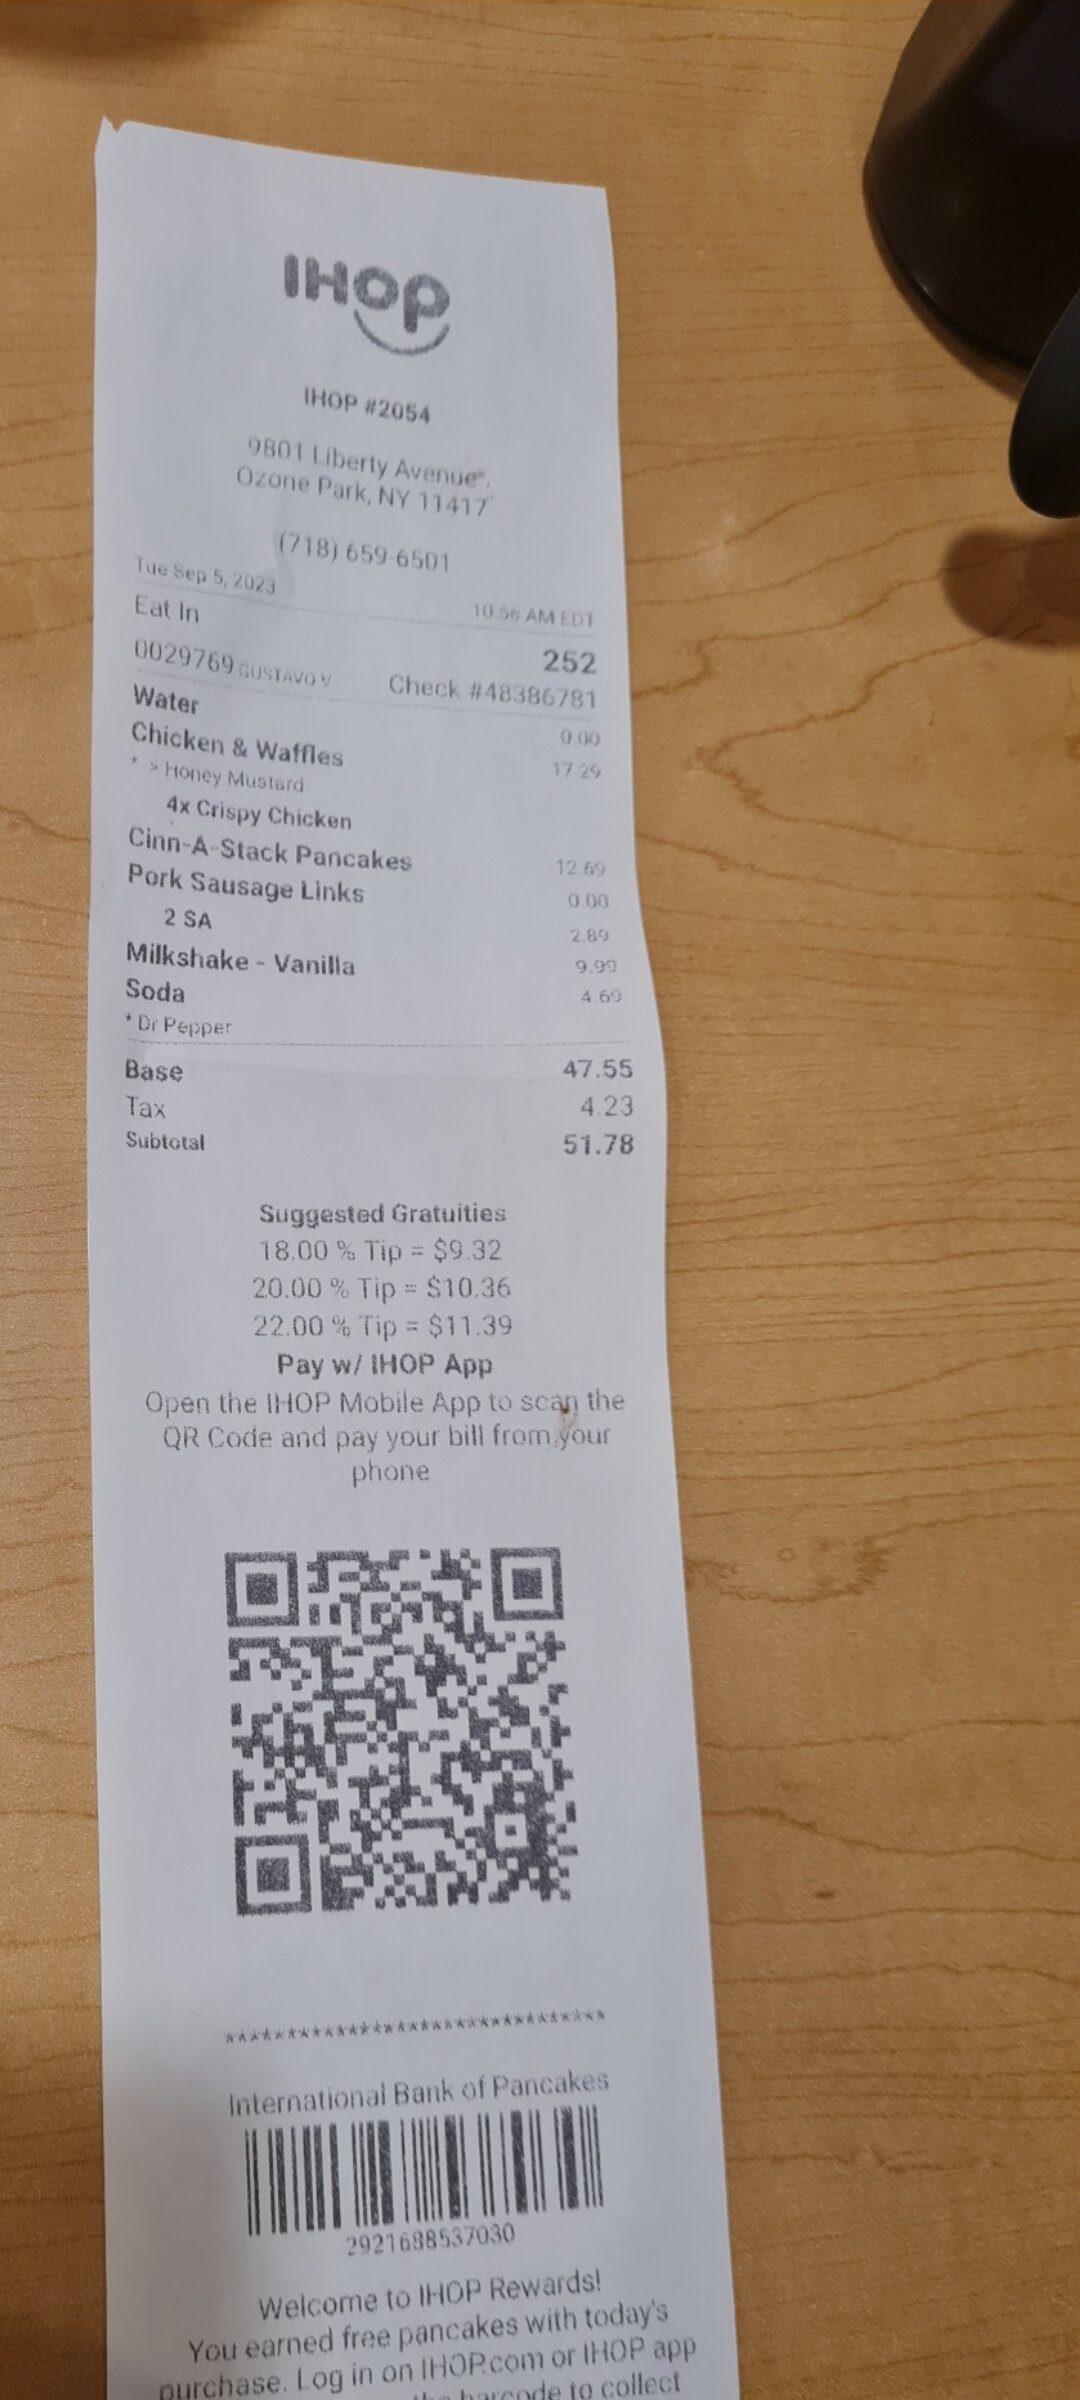 IHOP
IHOP #2054
9801 Liberty Avenue.
Ozone Park, NY 11417
(718) 659-6501
Tue Sep 5, 2023 10:56 AM EDT
Eat In 252
0029769 GUSTAVO V Check #48386781
Water 0.00
Chicken & Waffles 17.29
* > Honey Mustard
4x Crispy Chicken
Cinn-A-Stack Pancakes 12.69
Pork Sausage Links 0.00
2 SA 2.89
Milkshake - Vanilla 9.99
Soda 4.69
* Dr Pepper
Base 47.55
Tax 4.23
Subtotal 51.78
Suggested Gratuities
18.00 % Tip = $9.32
20.00 % Tip = $10.36
22.00 % Tip = $11.39
Pay w/ IHOP App
Open the IHOP Mobile App to scan the
QR Code and pay your bill from your
phone
********************************
International Bank of Pancakes
2921688537030
Welcome to IHOP Rewards!
You earned free pancakes with today's
purchase. Log in on IHOP.com or IHOP app
the barcode to collect